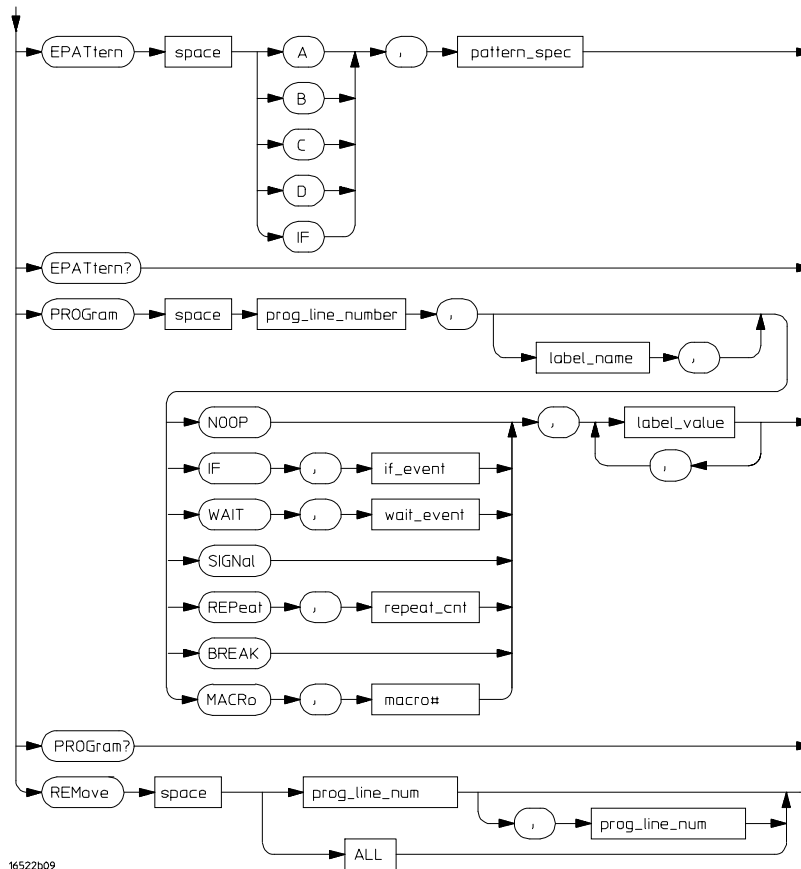 EPATtern space A , pattern_spec
B
C
D
IF
EPATtern?
PROGram space prog_line_number ,
label_name ,
NOOP , label_value
IF , if_event ,
WAIT , wait_event
SIGNal
REPeat , repeat_cnt
BREAK
MACRo , macro#
PROGram?
REMove space prog_line_num
, prog_line_num
ALL
16522b09